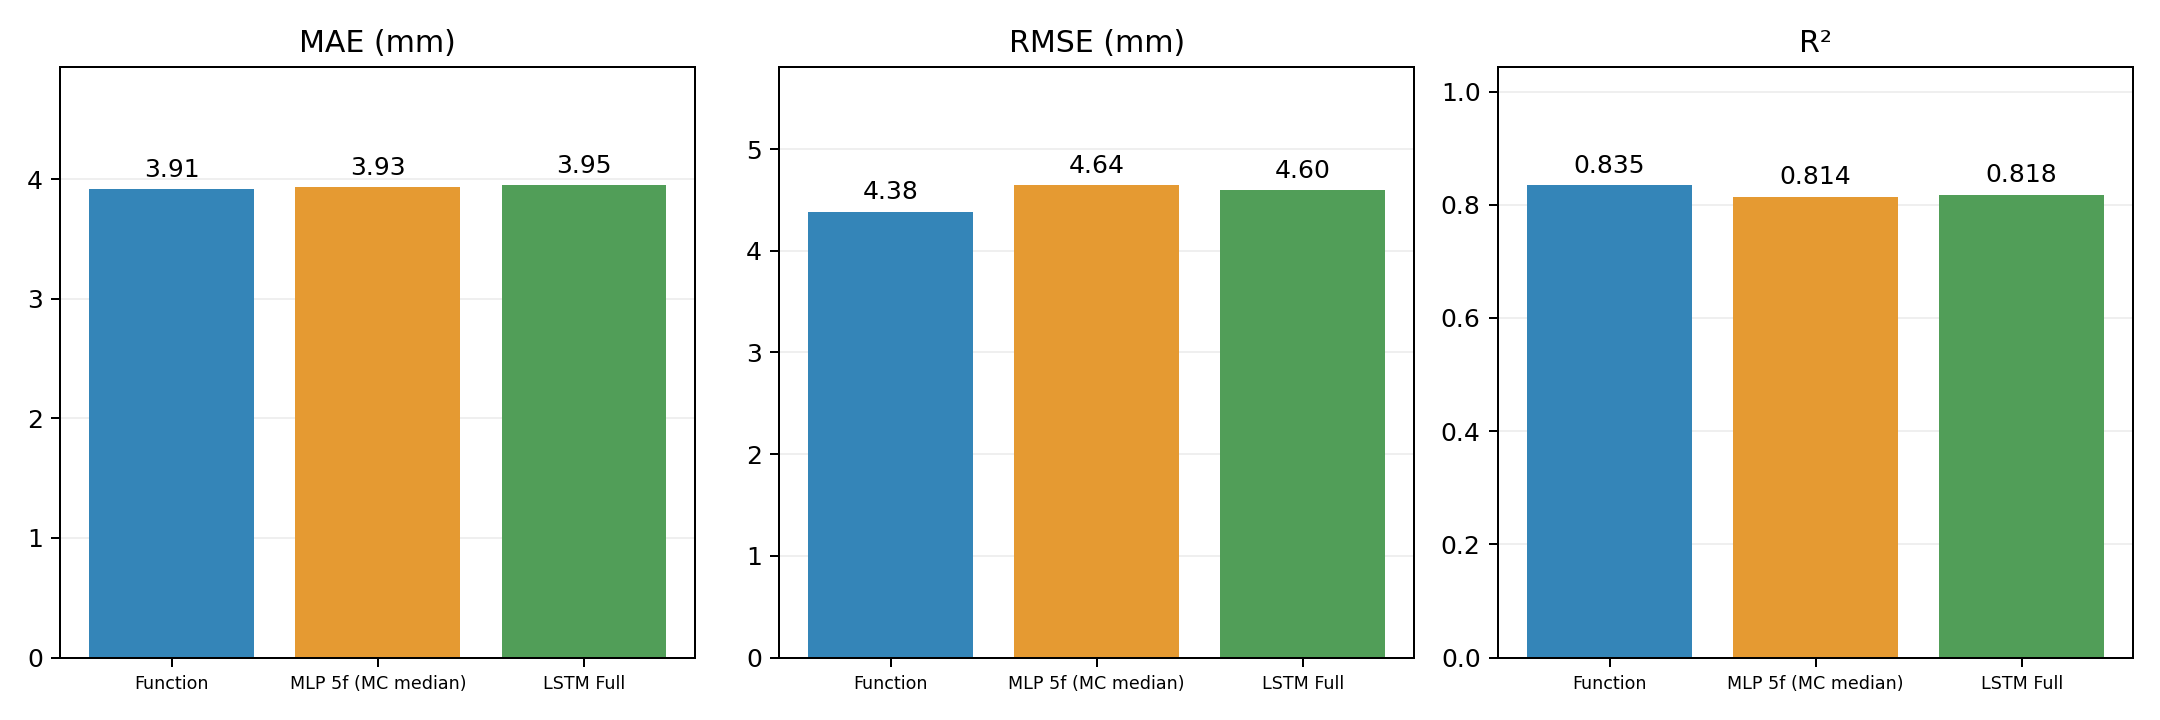 MAE (mm)
4
3
2
1
0
3.91
3.93
3.95
Function
MLP 5f (MC median)
LSTM Full
RMSE (mm)
5
4
3
2
1
0
4.38
4.64
4.60
Function
MLP 5f (MC median)
LSTM Full
R²
1.0
0.8
0.6
0.4
0.2
0.0
0.835
0.814
0.818
Function
MLP 5f (MC median)
LSTM Full